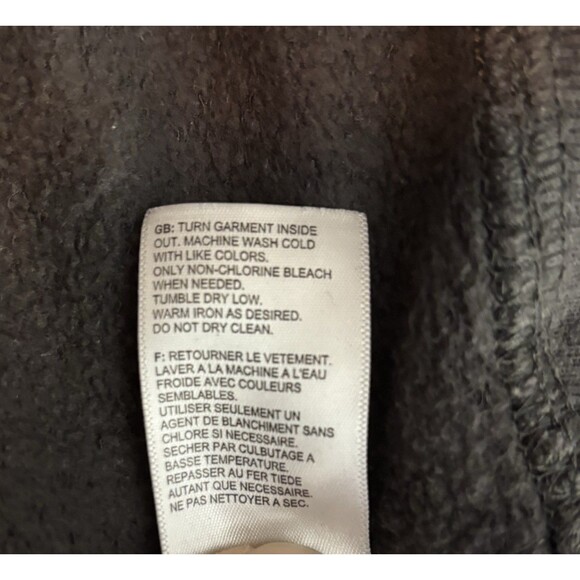 GB: TURN GARMENT INSIDE
OUT. MACHINE WASH COLD
WITH LIKE COLORS.
ONLY NON-CHLORINE BLEACH
WHEN NEEDED.
TUMBLE DRY LOW.
WARM IRON AS DESIRED.
DO NOT DRY CLEAN.
F: RETOURNER LE VETEMENT.
LAVER A LA MACHINE A L'EAU
FROIDE AVEC COULEURS
SEMBLABLES.
UTILISER SEULEMENT UN
AGENT DE BLANCHIMENT SANS
CHLORE SI NECESSAIRE.
SECHER PAR CULBUTAGE A
BASSE TEMPERATURE.
REPASSER AU FER TIEDE
AUTANT QUE NECESSAIRE.
NE PAS NETTOYER A SEC.